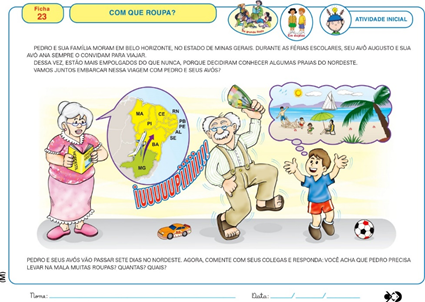 Ficha
23
COM QUE ROUPA?
ATIVIDADE INICIAL
PEDRO E SUA FAMÍLIA MORAM EM BELO HORIZONTE, NO ESTADO DE MINAS GERAIS. DURANTE AS FÉRIAS ESCOLARES, SEU AVÔ AUGUSTO E SUA
AVÓ ANA SEMPRE O CONVIDAM PARA VIAJAR.
DESSA VEZ, ESTÃO MAIS EMPOLGADOS DO QUE NUNCA, PORQUE DECIDIRAM CONHECER ALGUMAS PRAIAS DO NORDESTE.
VAMOS JUNTOS EMBARCAR NESSA VIAGEM COM PEDRO E SEUS AVÓS?
MA
PI
CE
RN
PB
PE
AL
SE
BA
MG
PEDRO E SEUS AVÓS VÃO PASSAR SETE DIAS NO NORDESTE. AGORA, COMENTE COM SEUS COLEGAS E RESPONDA: VOCÊ ACHA QUE PEDRO PRECISA
LEVAR NA MALA MUITAS ROUPAS? QUANTAS? QUAIS?
(M)
Nome:
Data: / /